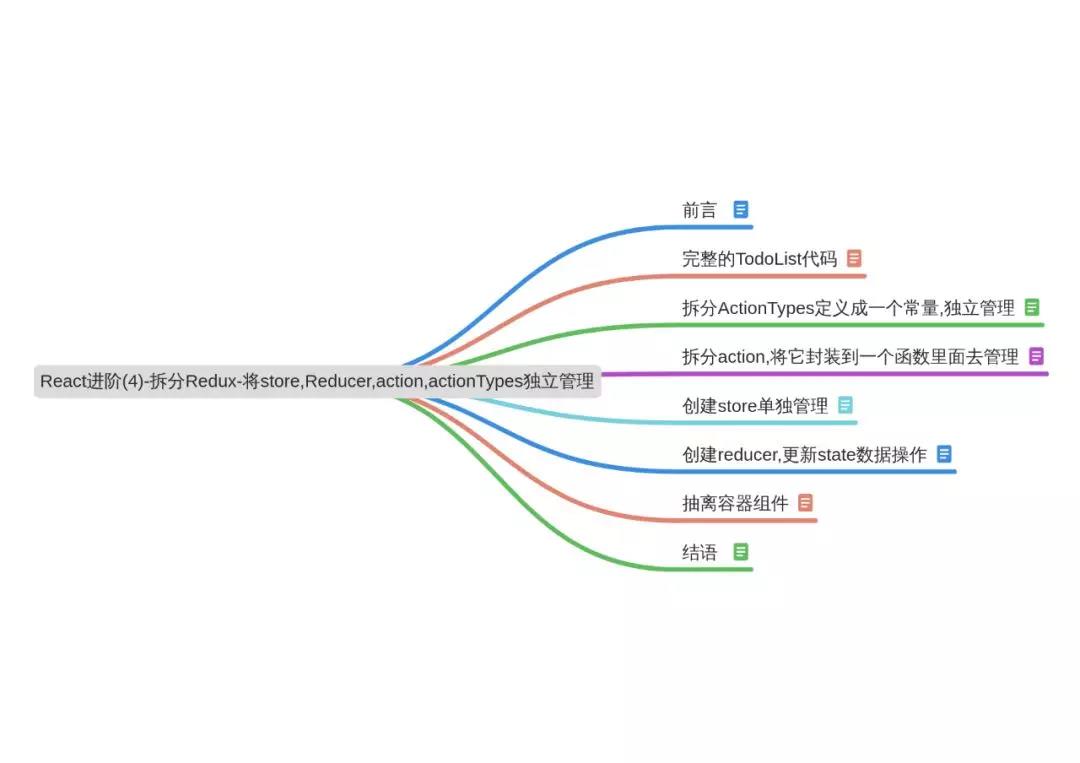 前言
完整的TodoList代码
拆分ActionTypes定义成一个常量,独立管理
拆分action,将它封装到一个函数里面去管理
React进阶(4)-拆分Redux-将store,Reducer,action,actionTypes独立管理
创建store单独管理
创建reducer,更新state数据操作
抽离容器组件
结语